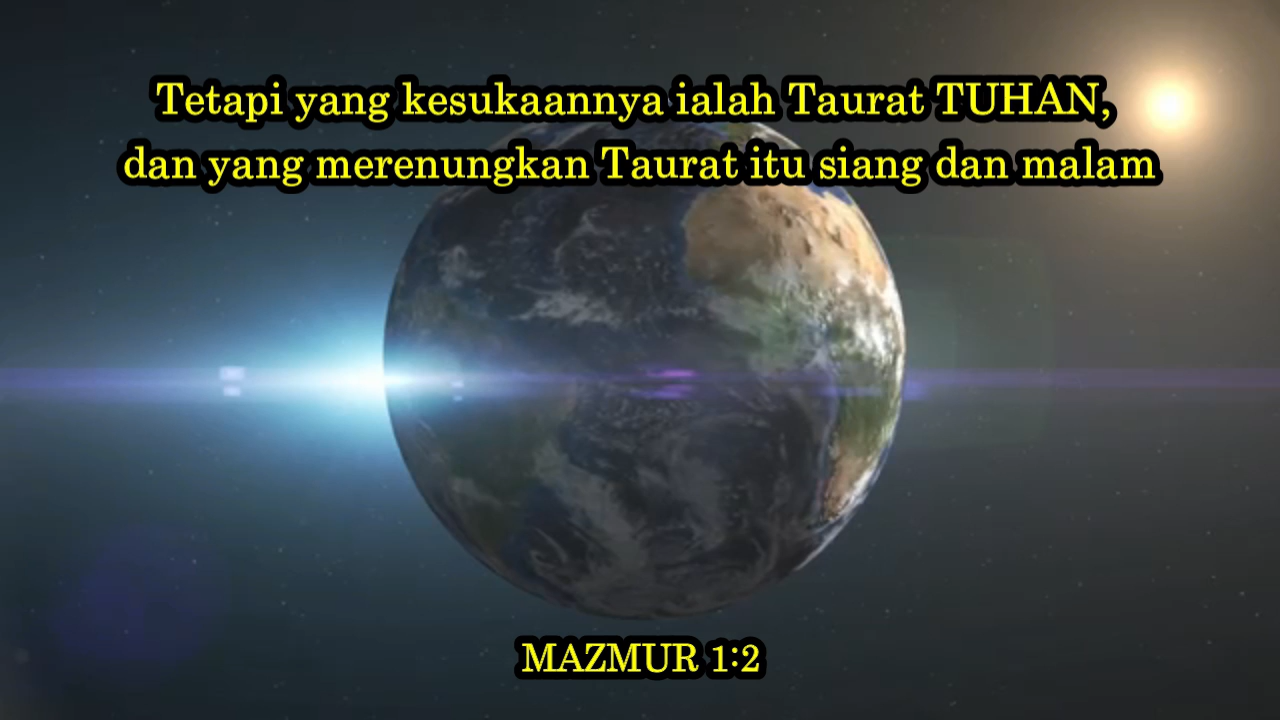 Tetapi yang kesukaannya ialah Taurat TUHAN,
dan yang merenungkan Taurat itu siang dan malam
MAZMUR 1:2